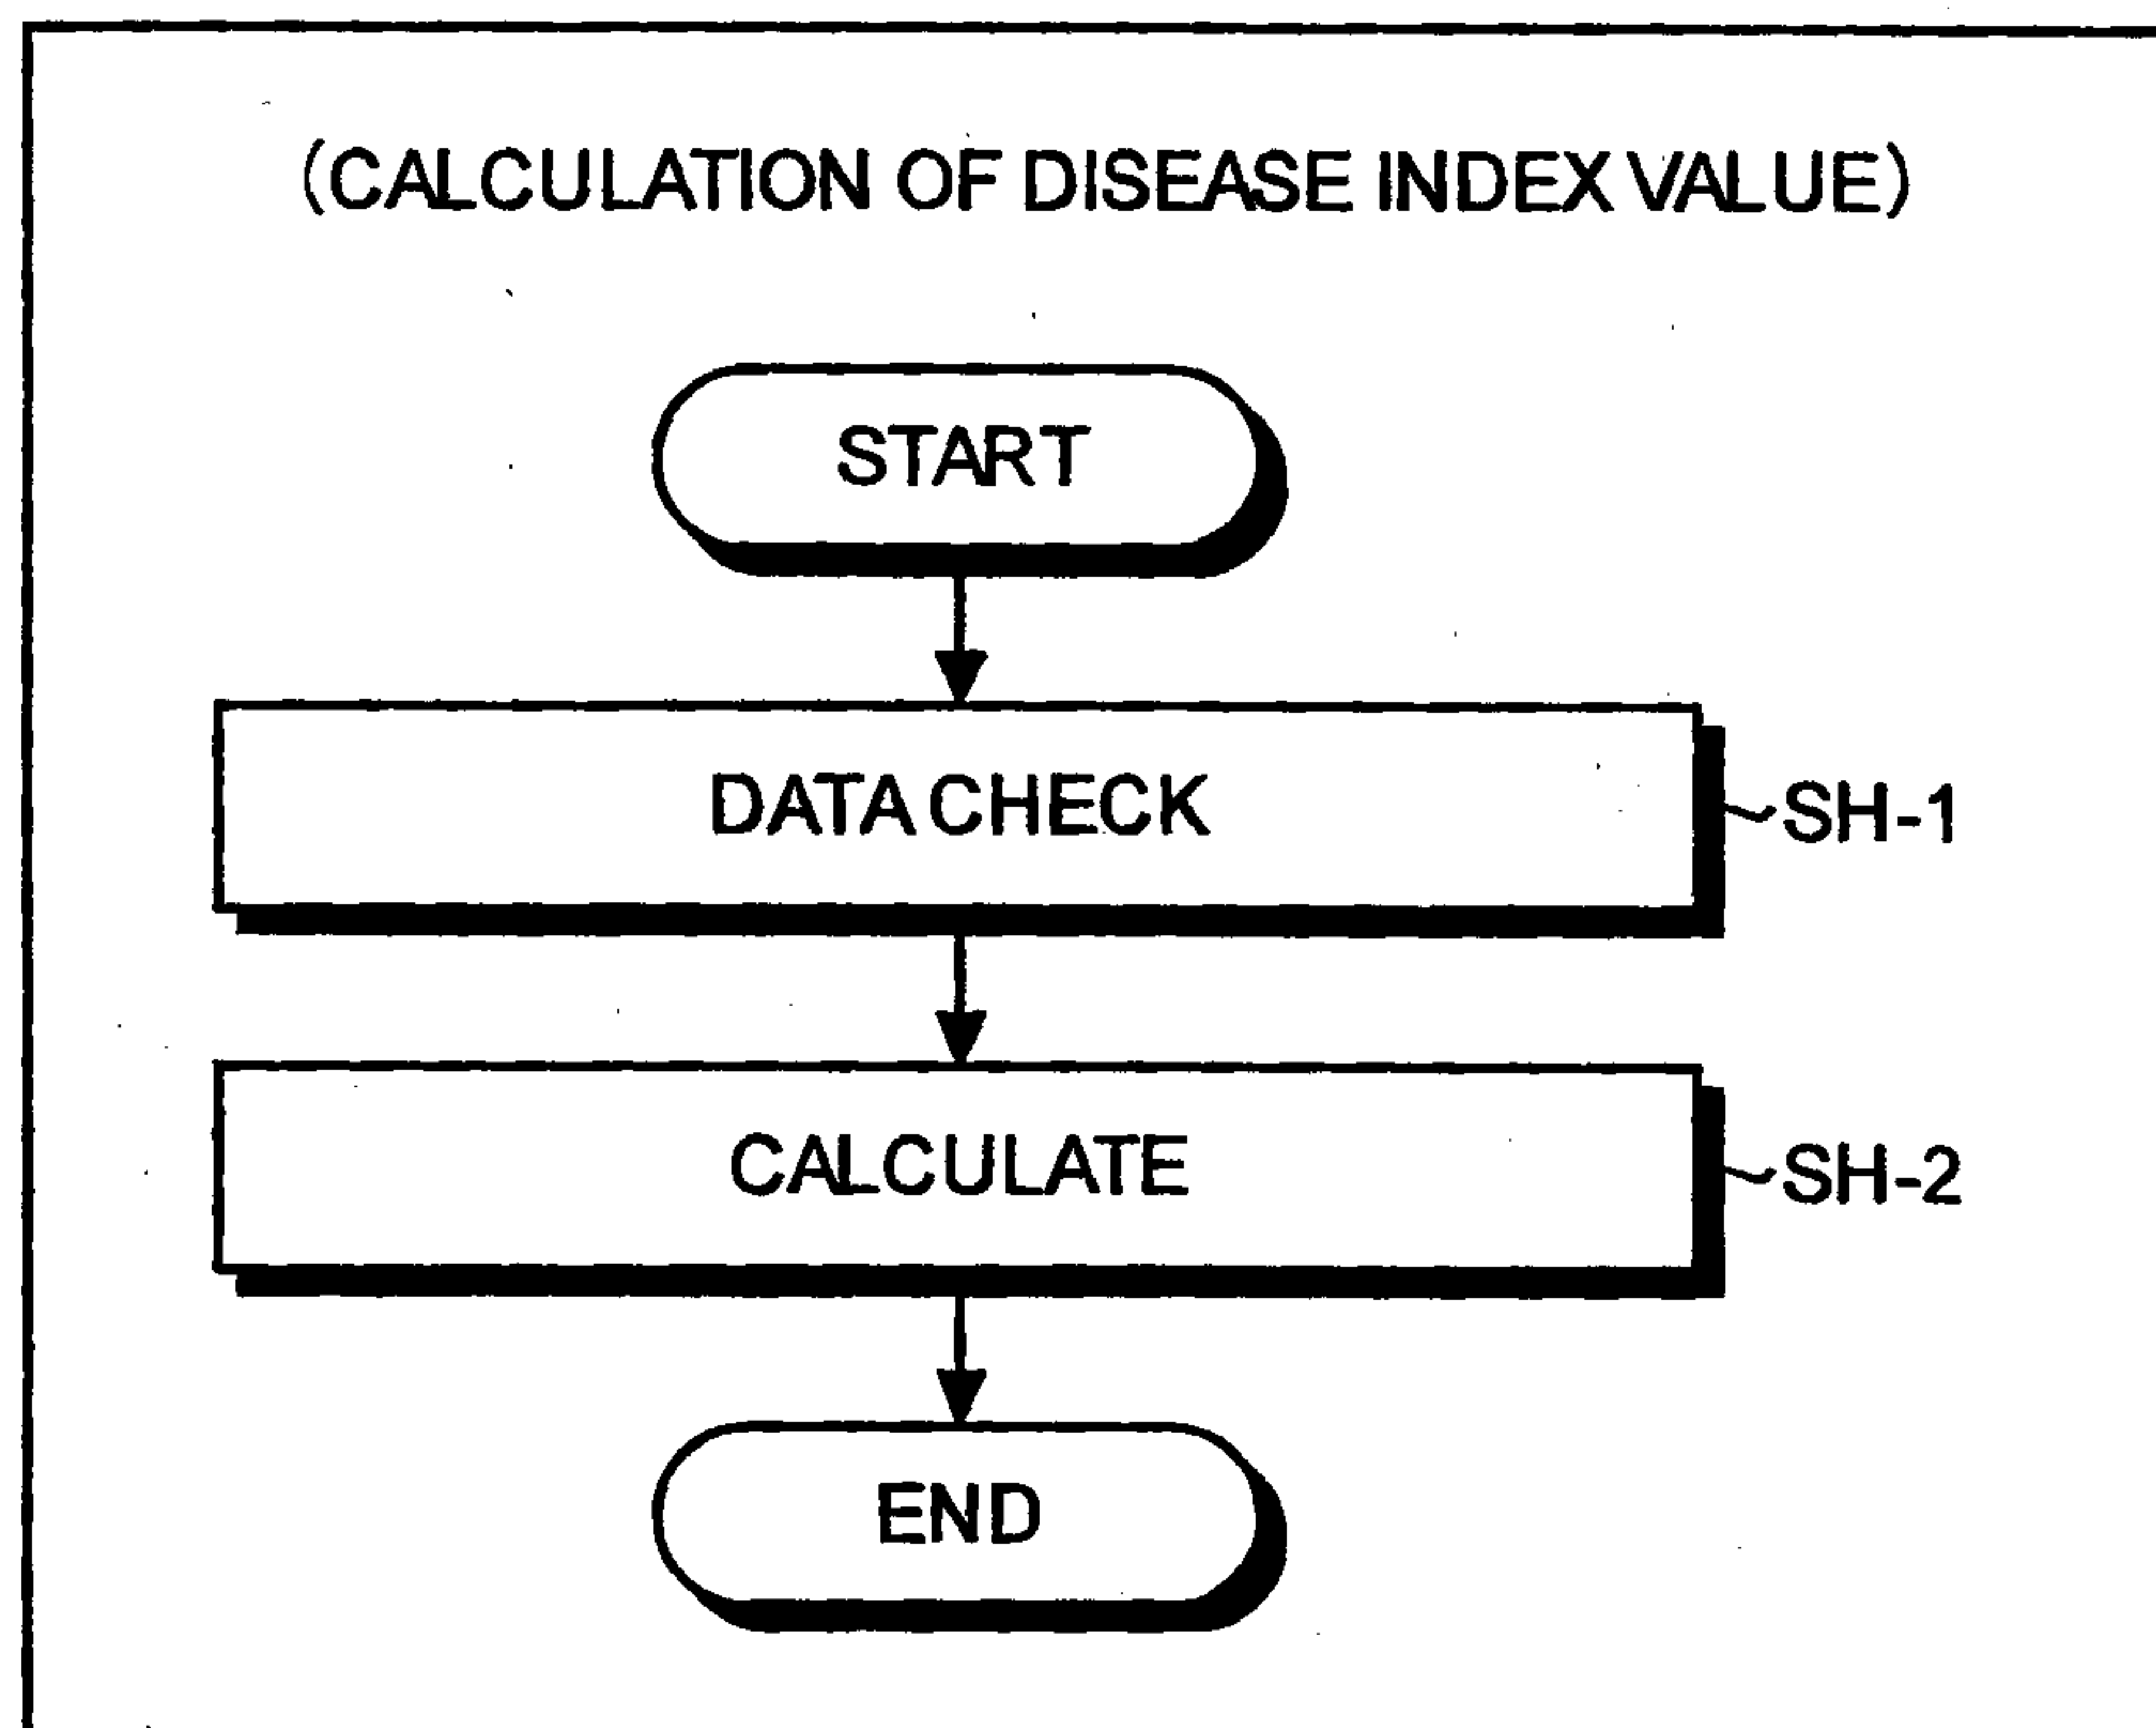 (CALCULATION OF DISEASE INDEX VALUE)
START
DATA CHECK
SH-1
CALCULATE
SH-2
END